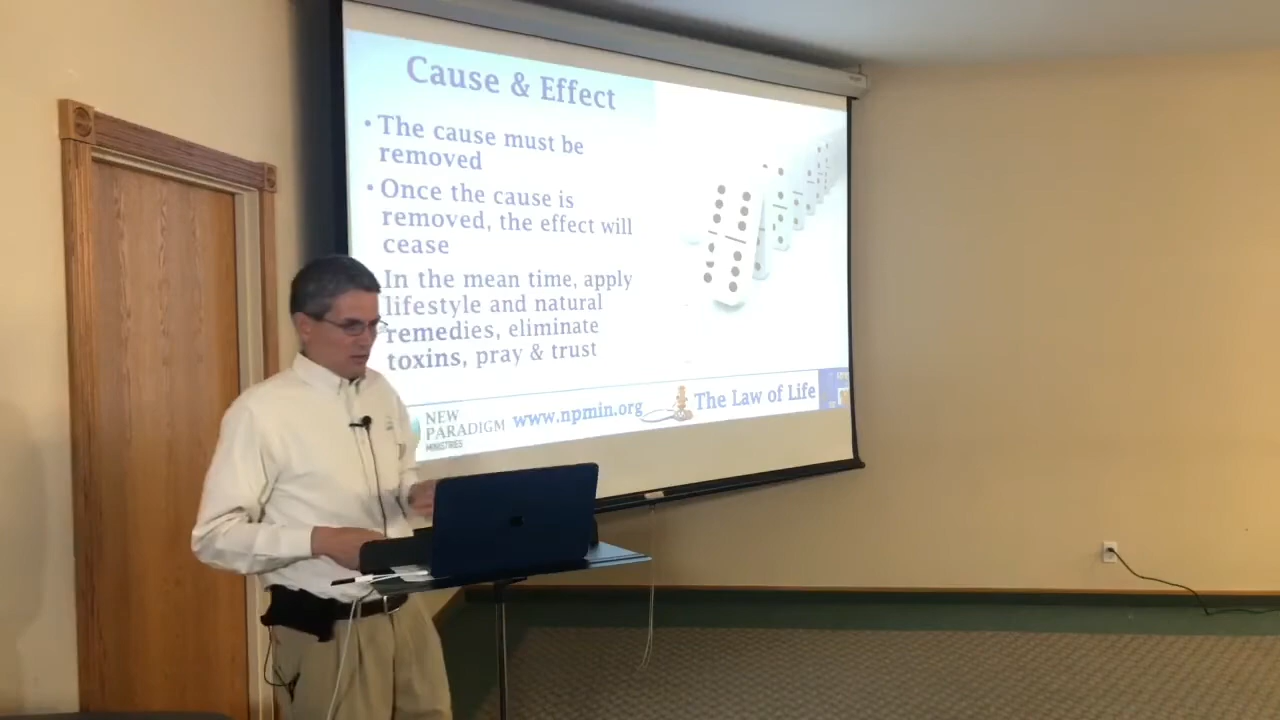 Cause & Effect
• The cause must be
removed
• Once the cause is
removed, the effect will
cease
In the mean time, apply
lifestyle and natural
remedies, eliminate
toxins, pray & trust
NEW
PARADIGM
MINISTRIES
www.npmin.org
The Law of Life